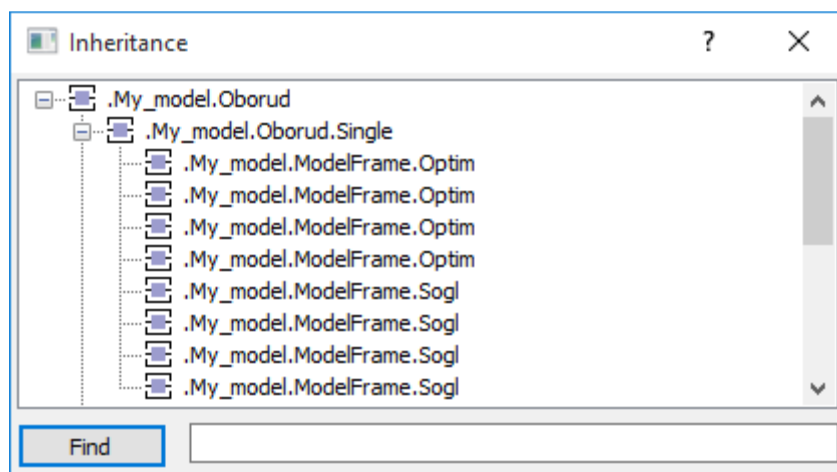 Inheritance ?
.My_model.Oborud
.My_model.Oborud.Single
.My_model.ModelFrame.Optim
.My_model.ModelFrame.Optim
.My_model.ModelFrame.Optim
.My_model.ModelFrame.Optim
.My_model.ModelFrame.Sogl
.My_model.ModelFrame.Sogl
.My_model.ModelFrame.Sogl
.My_model.ModelFrame.Sogl
Find